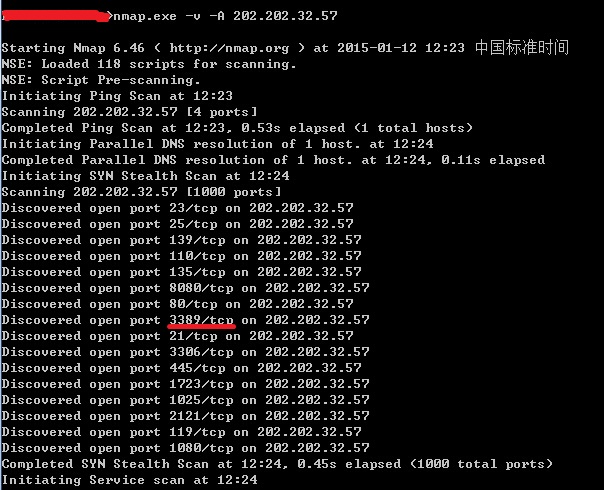 >nmap.exe -v -A 202.202.32.57
Starting Nmap 6.46 ( http://nmap.org ) at 2015-01-12 12:23 中国标准时间
NSE: Loaded 118 scripts for scanning.
NSE: Script Pre-scanning.
Initiating Ping Scan at 12:23
Scanning 202.202.32.57 [4 ports]
Completed Ping Scan at 12:23, 0.53s elapsed (1 total hosts)
Initiating Parallel DNS resolution of 1 host. at 12:24
Completed Parallel DNS resolution of 1 host. at 12:24, 0.11s elapsed
Initiating SYN Stealth Scan at 12:24
Scanning 202.202.32.57 [1000 ports]
Discovered open port 23/tcp on 202.202.32.57
Discovered open port 25/tcp on 202.202.32.57
Discovered open port 139/tcp on 202.202.32.57
Discovered open port 110/tcp on 202.202.32.57
Discovered open port 135/tcp on 202.202.32.57
Discovered open port 8080/tcp on 202.202.32.57
Discovered open port 80/tcp on 202.202.32.57
Discovered open port 3389/tcp on 202.202.32.57
Discovered open port 21/tcp on 202.202.32.57
Discovered open port 3306/tcp on 202.202.32.57
Discovered open port 445/tcp on 202.202.32.57
Discovered open port 1723/tcp on 202.202.32.57
Discovered open port 1025/tcp on 202.202.32.57
Discovered open port 2121/tcp on 202.202.32.57
Discovered open port 119/tcp on 202.202.32.57
Discovered open port 1080/tcp on 202.202.32.57
Completed SYN Stealth Scan at 12:24, 0.45s elapsed (1000 total ports)
Initiating Service scan at 12:24